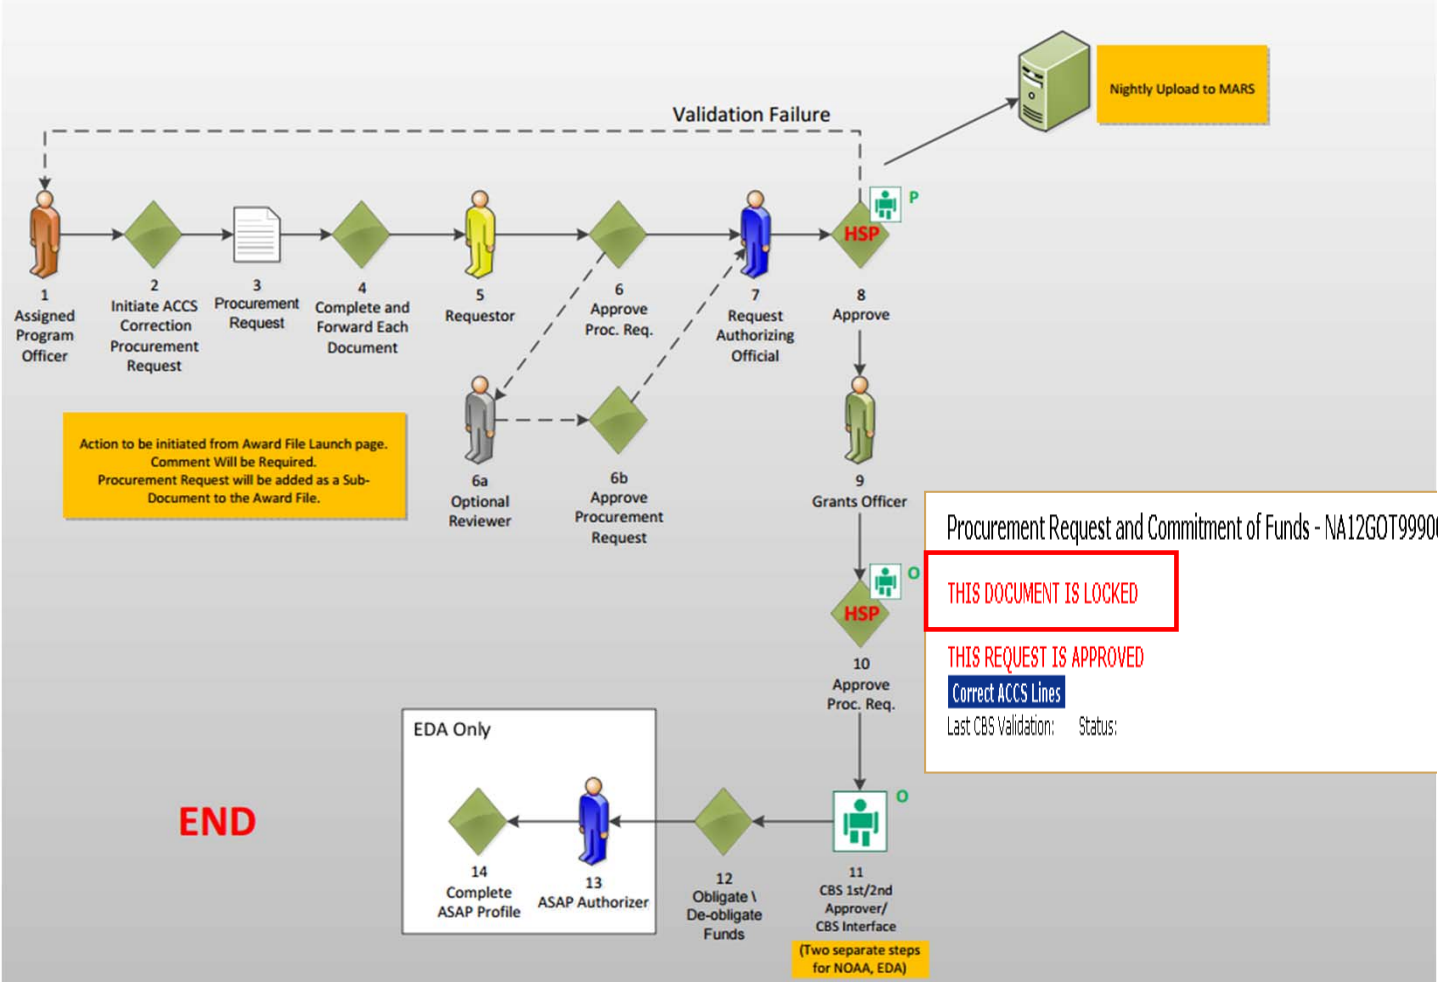 Nightly Upload to MARS
Validation Failure
P
HSP
1
Assigned
Program
Officer
2
Initiate ACCS
Correction
Procurement
Request
3
Procurement
Request
4
Complete and
Forward Each
Document
5
Requestor
6
Approve
Proc. Req.
7
Request
Authorizing
Official
8
Approve
Action to be initiated from Award File Launch page.
Comment Will be Required.
Procurement Request will be added as a Sub-
Document to the Award File.
6a
Optional
Reviewer
6b
Approve
Procurement
Request
9
Grants Officer
Procurement Request and Commitment of Funds - NA12GOT9990
THIS DOCUMENT IS LOCKED
THIS REQUEST IS APPROVED
Correct ACCS Lines
Last CBS Validation: Status:
O
HSP
10
Approve
Proc. Req.
EDA Only
END
O
14
Complete
ASAP Profile
13
ASAP Authorizer
12
Obligate \
De-obligate
Funds
11
CBS 1st/2nd
Approver/
CBS Interface
(Two separate steps
for NOAA, EDA)